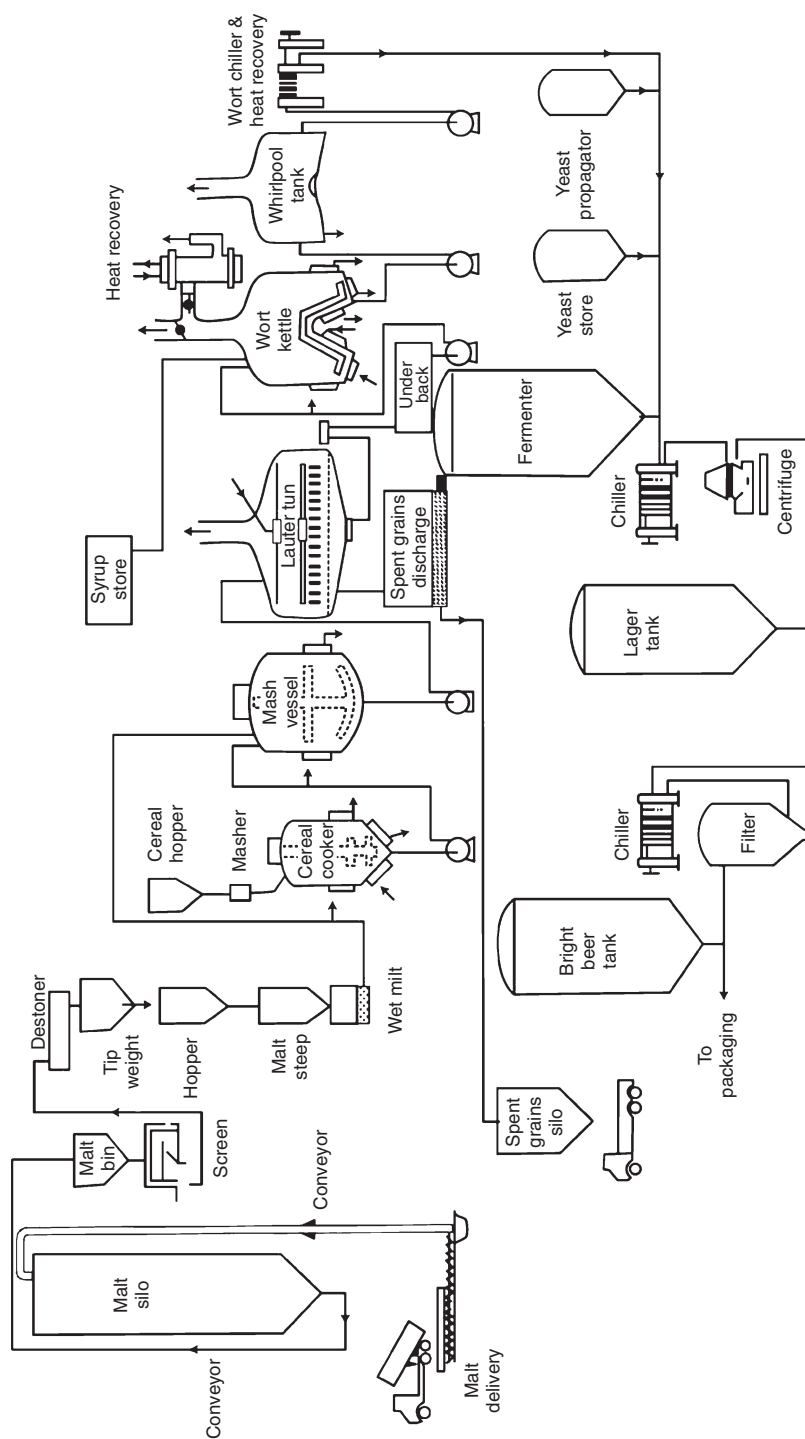 Malt
delivery
Conveyor
Malt
silo
Conveyor
Malt
bin
Screen
Destoner
Tip
weight
Hopper
Malt
steep
Wet milt
Cereal
hopper
Masher
Cereal
cooker
Mash
vessel
Syrup
store
Lauter tun
Spent grains
discharge
Under
back
Heat recovery
Wort
kettle
Whirlpool
tank
Wort chiller &
heat recovery
Spent
grains
silo
To
packaging
Bright
beer
tank
Chiller
Filter
Lager
tank
Chiller
Centrifuge
Fermenter
Yeast
store
Yeast
propagator